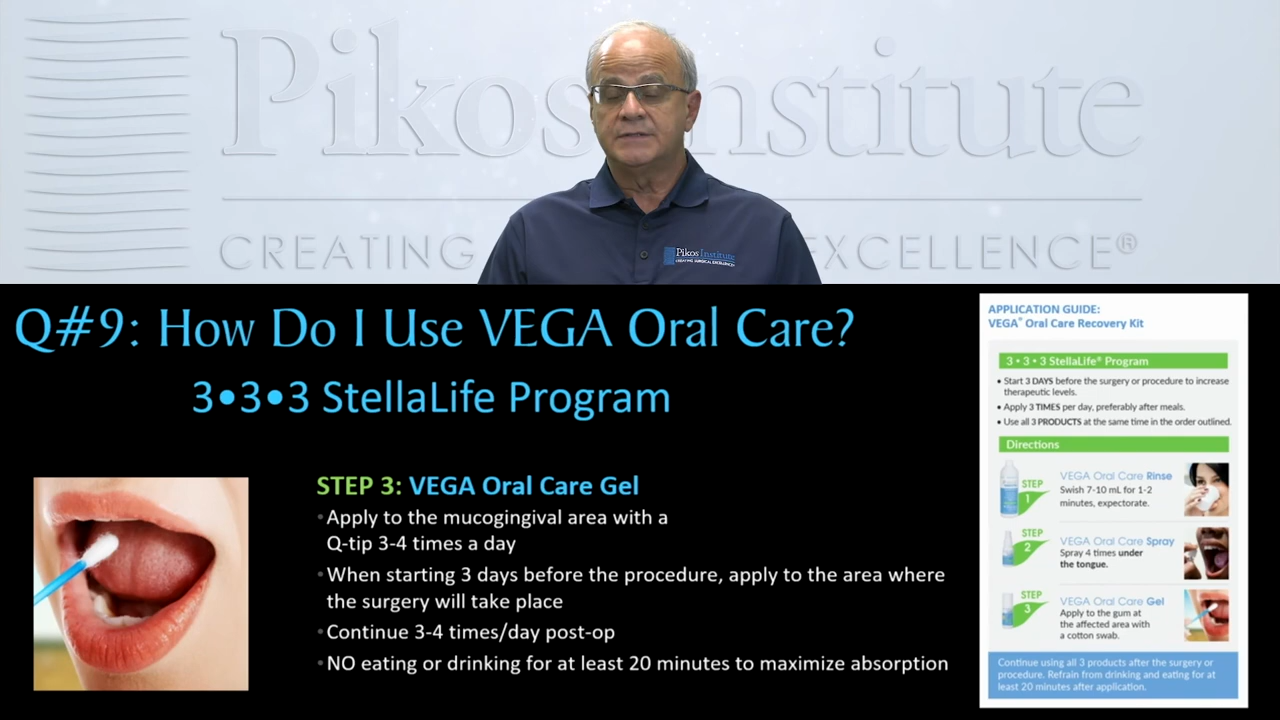 Pikos Institute
CREATING EXCELLENCE®
Pikos Institute
CREATING SURGICAL EXCELLENCE
Q#9: How Do I Use VEGA Oral Care?
3•3•3 StellaLife Program
STEP 3: VEGA Oral Care Gel
•Apply to the mucogingival area with a
Q-tip 3-4 times a day
•When starting 3 days before the procedure, apply to the area where
the surgery will take place
•Continue 3-4 times/day post-op
•NO eating or drinking for at least 20 minutes to maximize absorption
APPLICATION GUIDE:
VEGA® Oral Care Recovery Kit
3 • 3 • 3 StellaLife® Program
• Start 3 DAYS before the surgery or procedure to increase
therapeutic levels.
• Apply 3 TIMES per day, preferably after meals.
• Use all 3 PRODUCTS at the same time in the order outlined.
Directions
STEP
1
VEGA Oral Care Rinse
Swish 7-10 mL for 1-2
minutes, expectorate.
STEP
2
VEGA Oral Care Spray
Spray 4 times under
the tongue.
STEP
3
VEGA Oral Care Gel
Apply to the gum at
the affected area with
a cotton swab.
Continue using all 3 products after the surgery or
procedure. Refrain from drinking and eating for at
least 20 minutes after application.